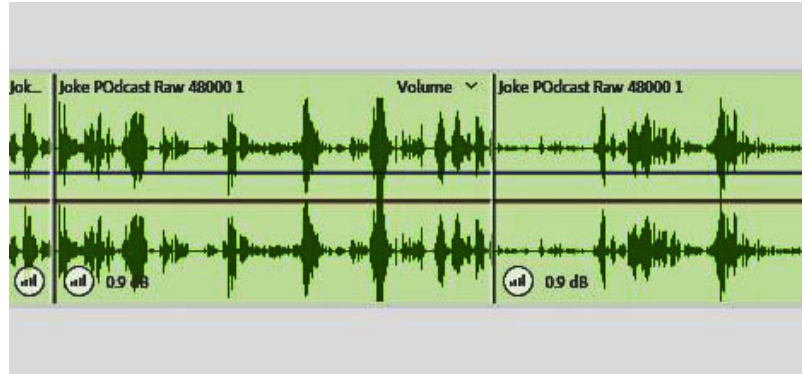 Jok...
Joke POdcast Raw 48000 1
Volume
Joke POdcast Raw 48000 1
0.9 dB
0.9 dB